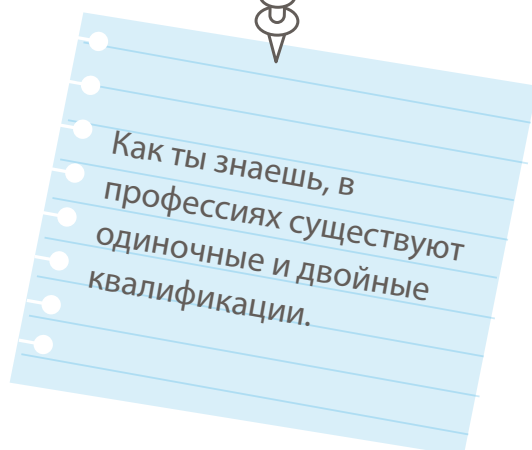 Как ты знаешь, в
профессиях существуют
одиночные и двойные
квалификации.